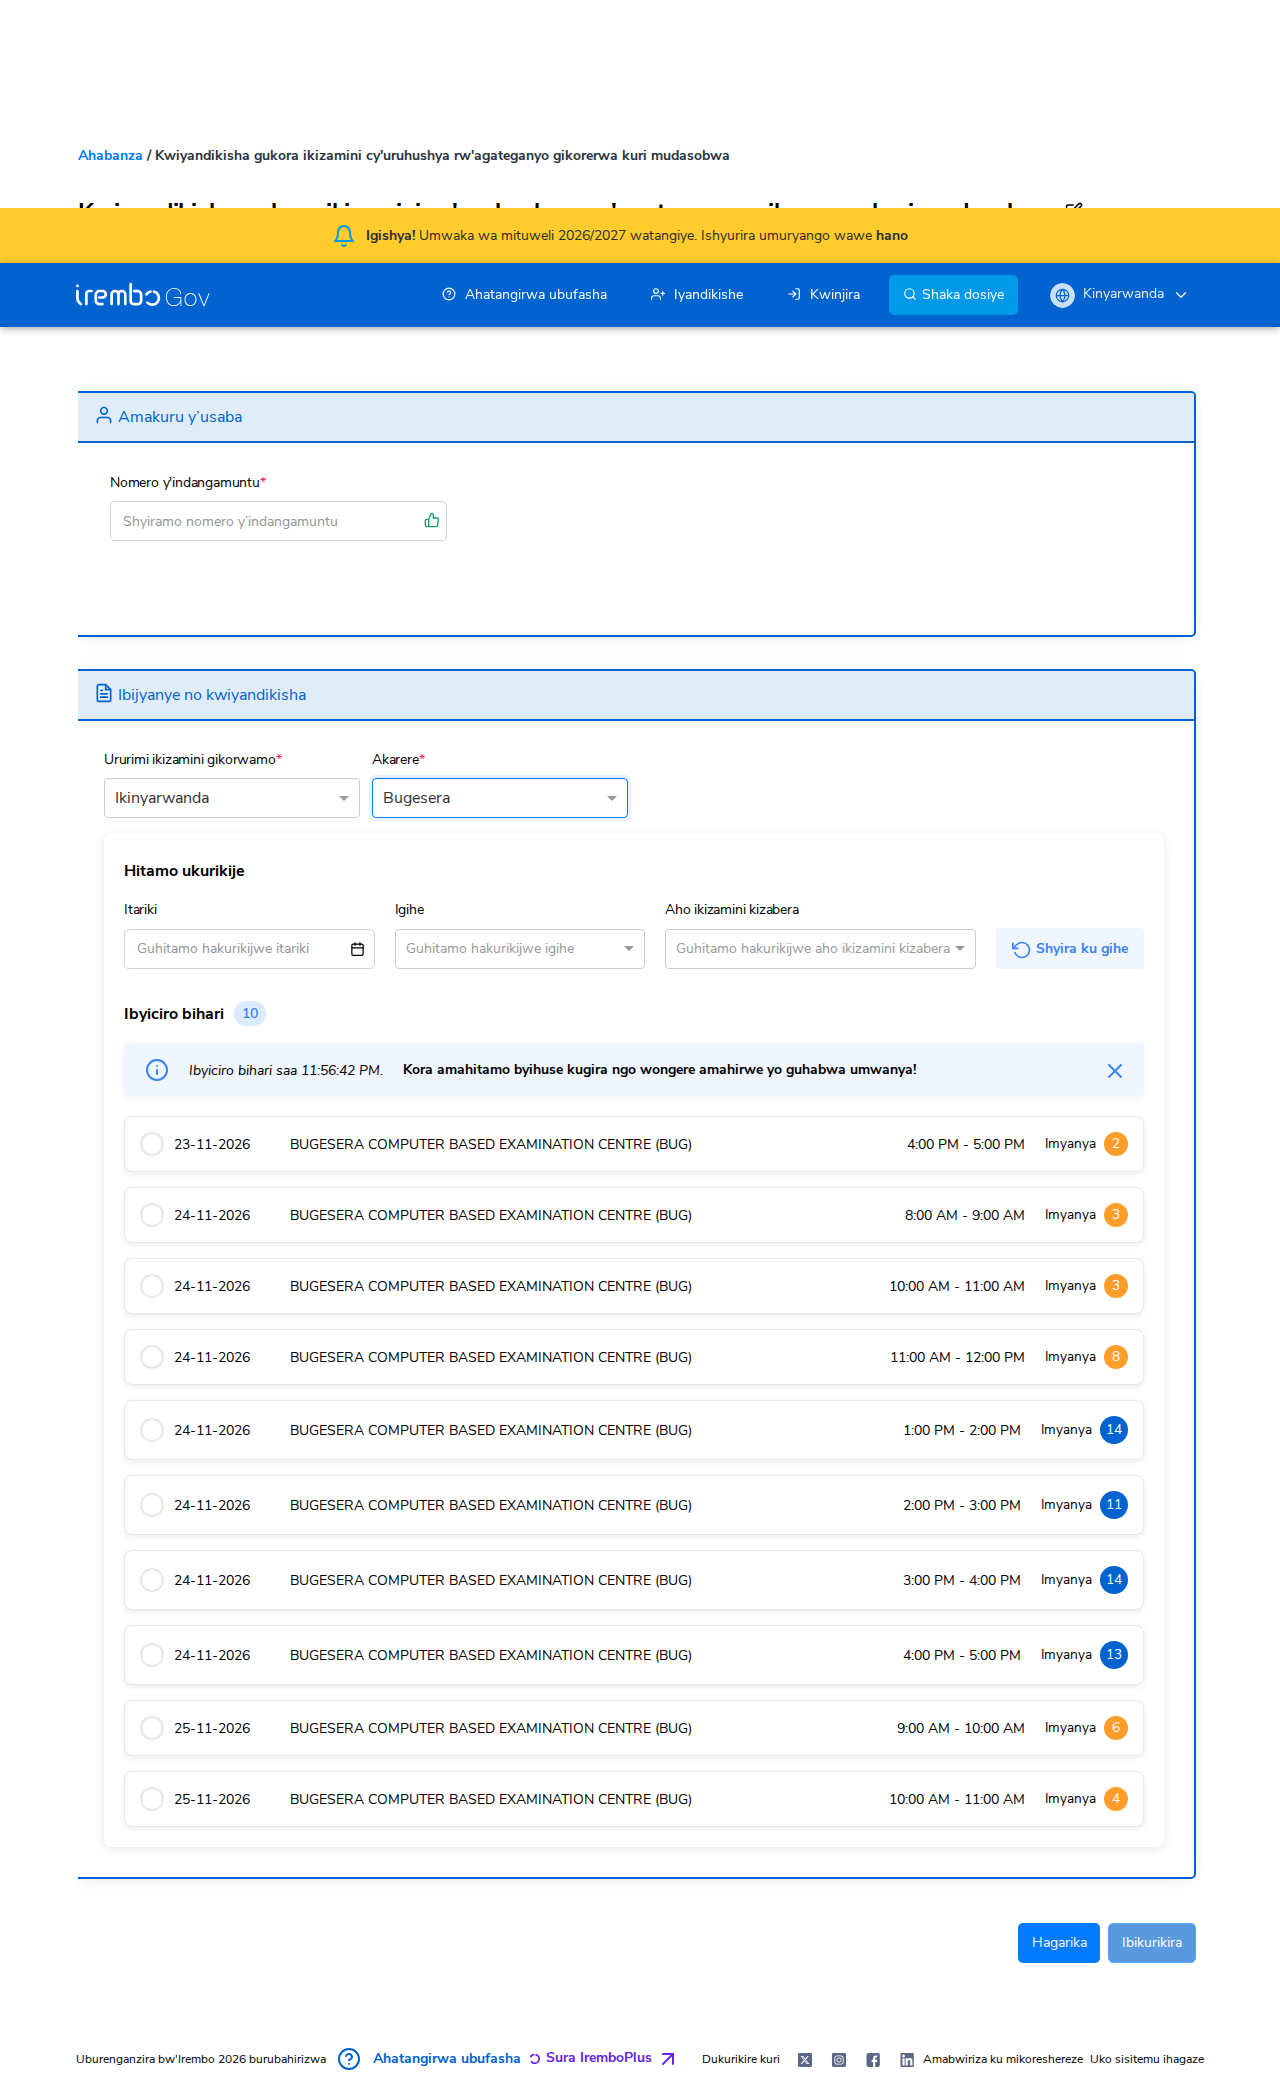 Ahabanza / Kwiyandikisha gukora ikizamini cy'uruhushya rw'agateganyo gikorerwa kuri mudasobwa
Igishya! Umwaka wa mituweli 2026/2027 watangiye. Ishyurira umuryango wawe hano
irembo Gov
Ahatangirwa ubufasha
Iyandikishe
Kwinjira
Shaka dosiye
Kinyarwanda
Amakuru y’usaba
Nomero y'indangamuntu*
Shyiramo nomero y’indangamuntu
Ibijyanye no kwiyandikisha
Ururimi ikizamini gikorwamo* Akarere*
Ikinyarwanda Bugesera
Hitamo ukurikije
Itariki Igihe Aho ikizamini kizabera
Guhitamo hakurikijwe itariki Guhitamo hakurikijwe igihe Guhitamo hakurikijwe aho ikizamini kizabera Shyira ku gihe
Ibyiciro bihari 10
Ibyiciro bihari saa 11:56:42 PM. Kora amahitamo byihuse kugira ngo wongere amahirwe yo guhabwa umwanya!
23-11-2026 BUGESERA COMPUTER BASED EXAMINATION CENTRE (BUG) 4:00 PM - 5:00 PM Imyanya 2
24-11-2026 BUGESERA COMPUTER BASED EXAMINATION CENTRE (BUG) 8:00 AM - 9:00 AM Imyanya 3
24-11-2026 BUGESERA COMPUTER BASED EXAMINATION CENTRE (BUG) 10:00 AM - 11:00 AM Imyanya 3
24-11-2026 BUGESERA COMPUTER BASED EXAMINATION CENTRE (BUG) 11:00 AM - 12:00 PM Imyanya 8
24-11-2026 BUGESERA COMPUTER BASED EXAMINATION CENTRE (BUG) 1:00 PM - 2:00 PM Imyanya 14
24-11-2026 BUGESERA COMPUTER BASED EXAMINATION CENTRE (BUG) 2:00 PM - 3:00 PM Imyanya 11
24-11-2026 BUGESERA COMPUTER BASED EXAMINATION CENTRE (BUG) 3:00 PM - 4:00 PM Imyanya 14
24-11-2026 BUGESERA COMPUTER BASED EXAMINATION CENTRE (BUG) 4:00 PM - 5:00 PM Imyanya 13
25-11-2026 BUGESERA COMPUTER BASED EXAMINATION CENTRE (BUG) 9:00 AM - 10:00 AM Imyanya 6
25-11-2026 BUGESERA COMPUTER BASED EXAMINATION CENTRE (BUG) 10:00 AM - 11:00 AM Imyanya 4
Hagarika Ibikurikira
Uburenganzira bw'Irembo 2026 burubahirizwa Ahatangirwa ubufasha Sura IremboPlus Dukurikire kuri Amabwiriza ku mikoreshereze Uko sisitemu ihagaze